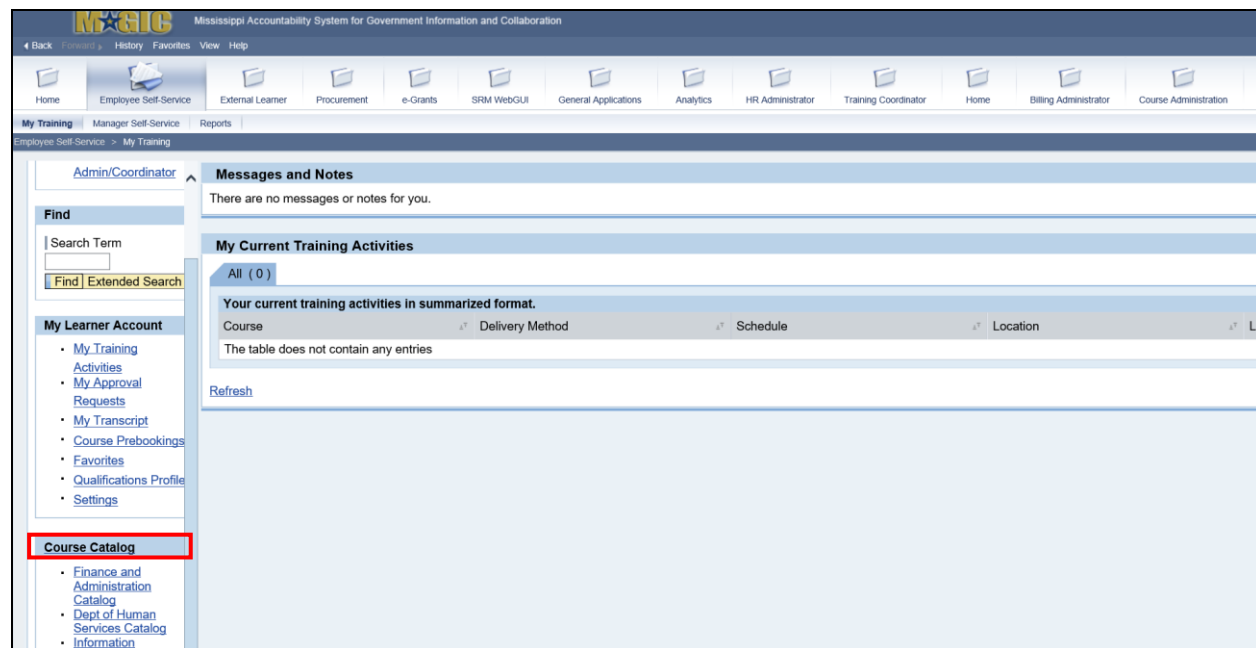 MAGIC Mississippi Accountability System for Government Information and Collaboration
Back Forward History Favorites View Help
Home Employee Self-Service External Learner Procurement e-Grants SRM WebGUI General Applications Analytics HR Administrator Training Coordinator Home Billing Administrator Course Administration
My Training Manager Self-Service Reports
Employee Self-Service > My Training
Admin/Coordinator
Find
Search Term
Find Extended Search
My Learner Account
My Training
Activities
My Approval
Requests
My Transcript
Course Prebookings
Favorites
Qualifications Profile
Settings
Course Catalog
Finance and
Administration
Catalog
Dept of Human
Services Catalog
Information
Messages and Notes
There are no messages or notes for you.
My Current Training Activities
All ( 0 )
Your current training activities in summarized format.
Course Delivery Method Schedule Location L
The table does not contain any entries
Refresh